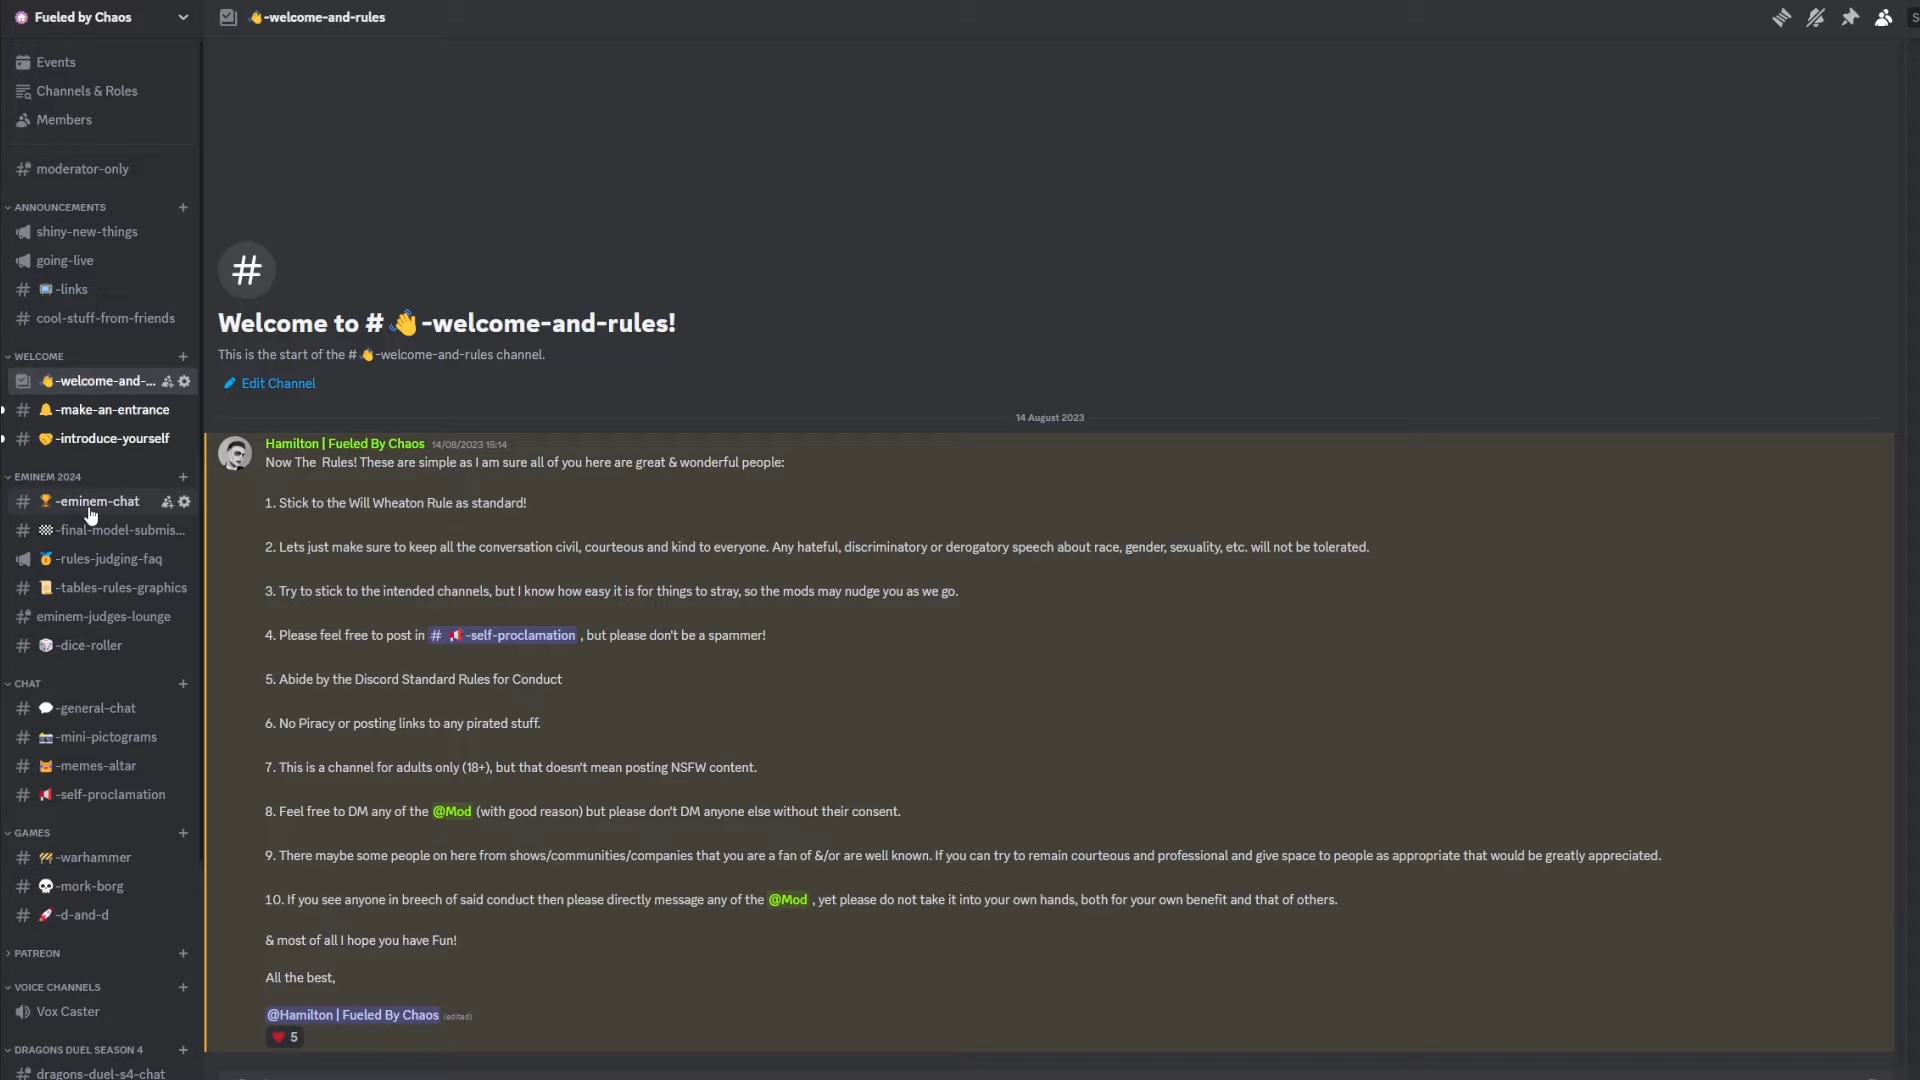 Fueled by Chaos
Events
Channels & Roles
Members
moderator-only
ANNOUNCEMENTS
shiny-new-things
going-live
-links
cool-stuff-from-friends
WELCOME
👋-welcome-and-...
🔔-make-an-entrance
🤝-introduce-yourself
EMINEM 2024
🏆-eminem-chat
🏁-final-model-submis...
🏅-rules-judging-faq
📜-tables-rules-graphics
eminem-judges-lounge
🎲-dice-roller
CHAT
💬-general-chat
📷-mini-pictograms
🐱-memes-altar
📢-self-proclamation
GAMES
🚧-warhammer
💀-mork-borg
🚀-d-and-d
PATREON
VOICE CHANNELS
Vox Caster
DRAGONS DUEL SEASON 4
dragons-duel-s4-chat
👋-welcome-and-rules
Welcome to # 👋-welcome-and-rules!
This is the start of the # 👋-welcome-and-rules channel.
Edit Channel
14 August 2023
Hamilton | Fueled By Chaos 14/08/2023 15:14
Now The Rules! These are simple as I am sure all of you here are great & wonderful people:
1. Stick to the Will Wheaton Rule as standard!
2. Lets just make sure to keep all the conversation civil, courteous and kind to everyone. Any hateful, discriminatory or derogatory speech about race, gender, sexuality, etc. will not be tolerated.
3. Try to stick to the intended channels, but I know how easy it is for things to stray, so the mods may nudge you as we go.
4. Please feel free to post in # 📢-self-proclamation , but please don't be a spammer!
5. Abide by the Discord Standard Rules for Conduct
6. No Piracy or posting links to any pirated stuff.
7. This is a channel for adults only (18+), but that doesn't mean posting NSFW content.
8. Feel free to DM any of the @Mod (with good reason) but please don't DM anyone else without their consent.
9. There maybe some people on here from shows/communities/companies that you are a fan of &/or are well known. If you can try to remain courteous and professional and give space to people as appropriate that would be greatly appreciated.
10. If you see anyone in breech of said conduct then please directly message any of the @Mod , yet please do not take it into your own hands, both for your own benefit and that of others.
& most of all I hope you have Fun!
All the best,
@Hamilton | Fueled By Chaos (edited)
❤️ 5